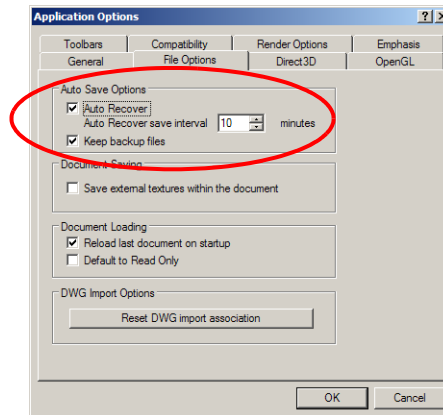 Application Options
Toolbars Compatibility Render Options Emphasis
General File Options Direct3D OpenGL
Auto Save Options
Auto Recover
Auto Recover save interval 10 minutes
Keep backup files
Document Saving
Save external textures within the document
Document Loading
Reload last document on startup
Default to Read Only
DWG Import Options
Reset DWG import association
OK Cancel